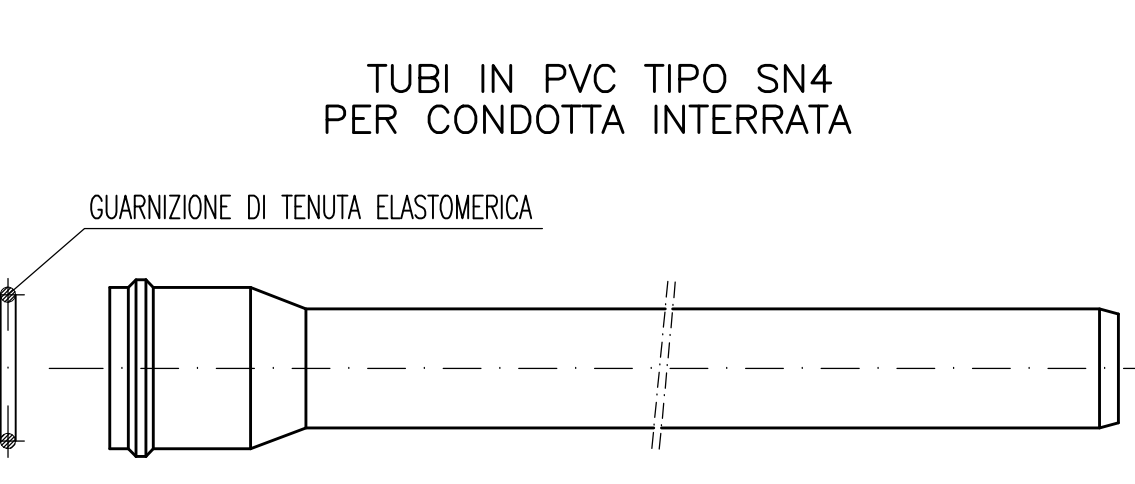 TUBI IN PVC TIPO SN4
PER CONDOTTA INTERRATA
GUARNIZIONE DI TENUTA ELASTOMERICA